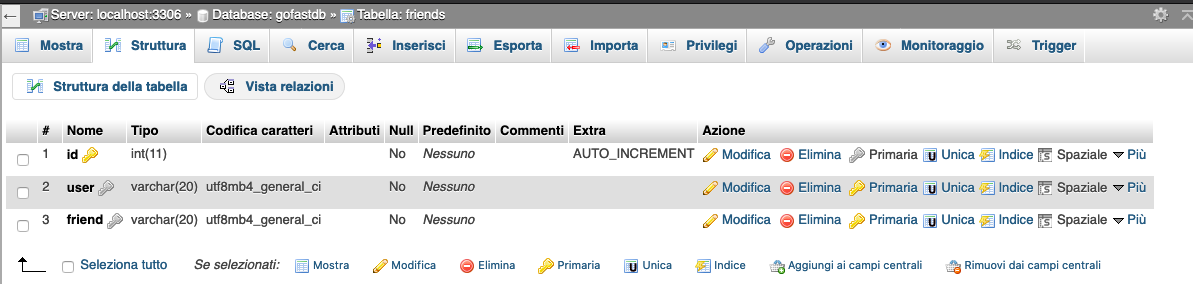 Server: localhost:3306 » Database: gofastdb » Tabella: friends
Mostra Struttura SQL Cerca Inserisci Esporta Importa Privilegi Operazioni Monitoraggio Trigger
Struttura della tabella Vista relazioni
# Nome Tipo Codifica caratteri Attributi Null Predefinito Commenti Extra Azione
1 id int(11) No Nessuno AUTO_INCREMENT Modifica Elimina Primaria Unica Indice Spaziale Più
2 user varchar(20) utf8mb4_general_ci No Nessuno Modifica Elimina Primaria Unica Indice Spaziale Più
3 friend varchar(20) utf8mb4_general_ci No Nessuno Modifica Elimina Primaria Unica Indice Spaziale Più
Seleziona tutto Se selezionati: Mostra Modifica Elimina Primaria Unica Indice Aggiungi ai campi centrali Rimuovi dai campi centrali